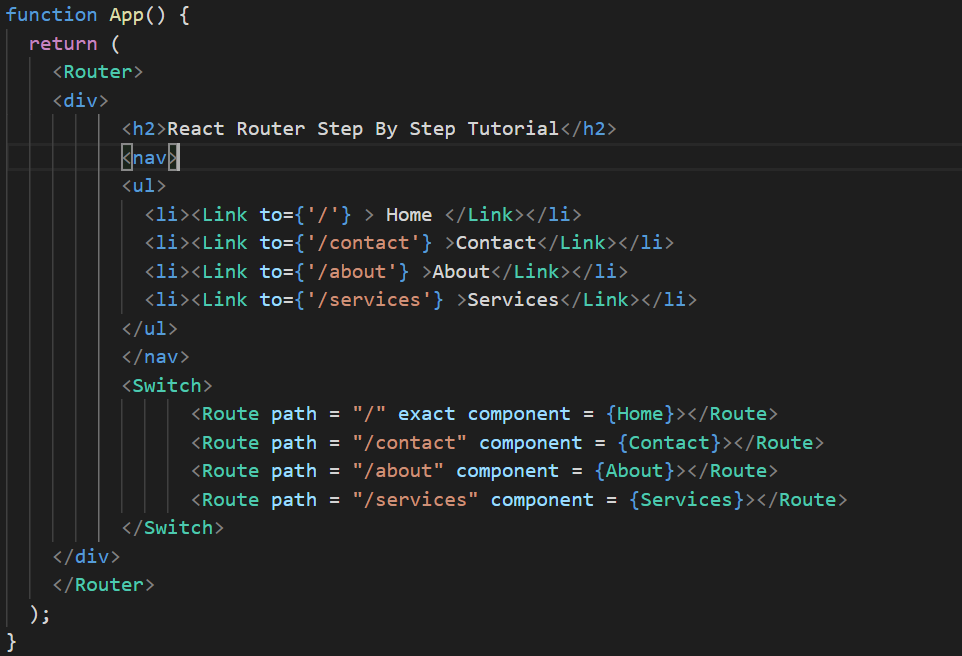 function App() {
  return (
    <Router>
    <div>
          <h2>React Router Step By Step Tutorial</h2>
          <nav>
          <ul>
            <li><Link to={'/'} > Home </Link></li>
            <li><Link to={'/contact'} >Contact</Link></li>
            <li><Link to={'/about'} >About</Link></li>
            <li><Link to={'/services'} >Services</Link></li>
          </ul>
          </nav>
          <Switch>
                <Route path = "/" exact component = {Home}></Route>
                <Route path = "/contact" component = {Contact}></Route>
                <Route path = "/about" component = {About}></Route>
                <Route path = "/services" component = {Services}></Route>
          </Switch>
    </div>
    </Router>
  );
}